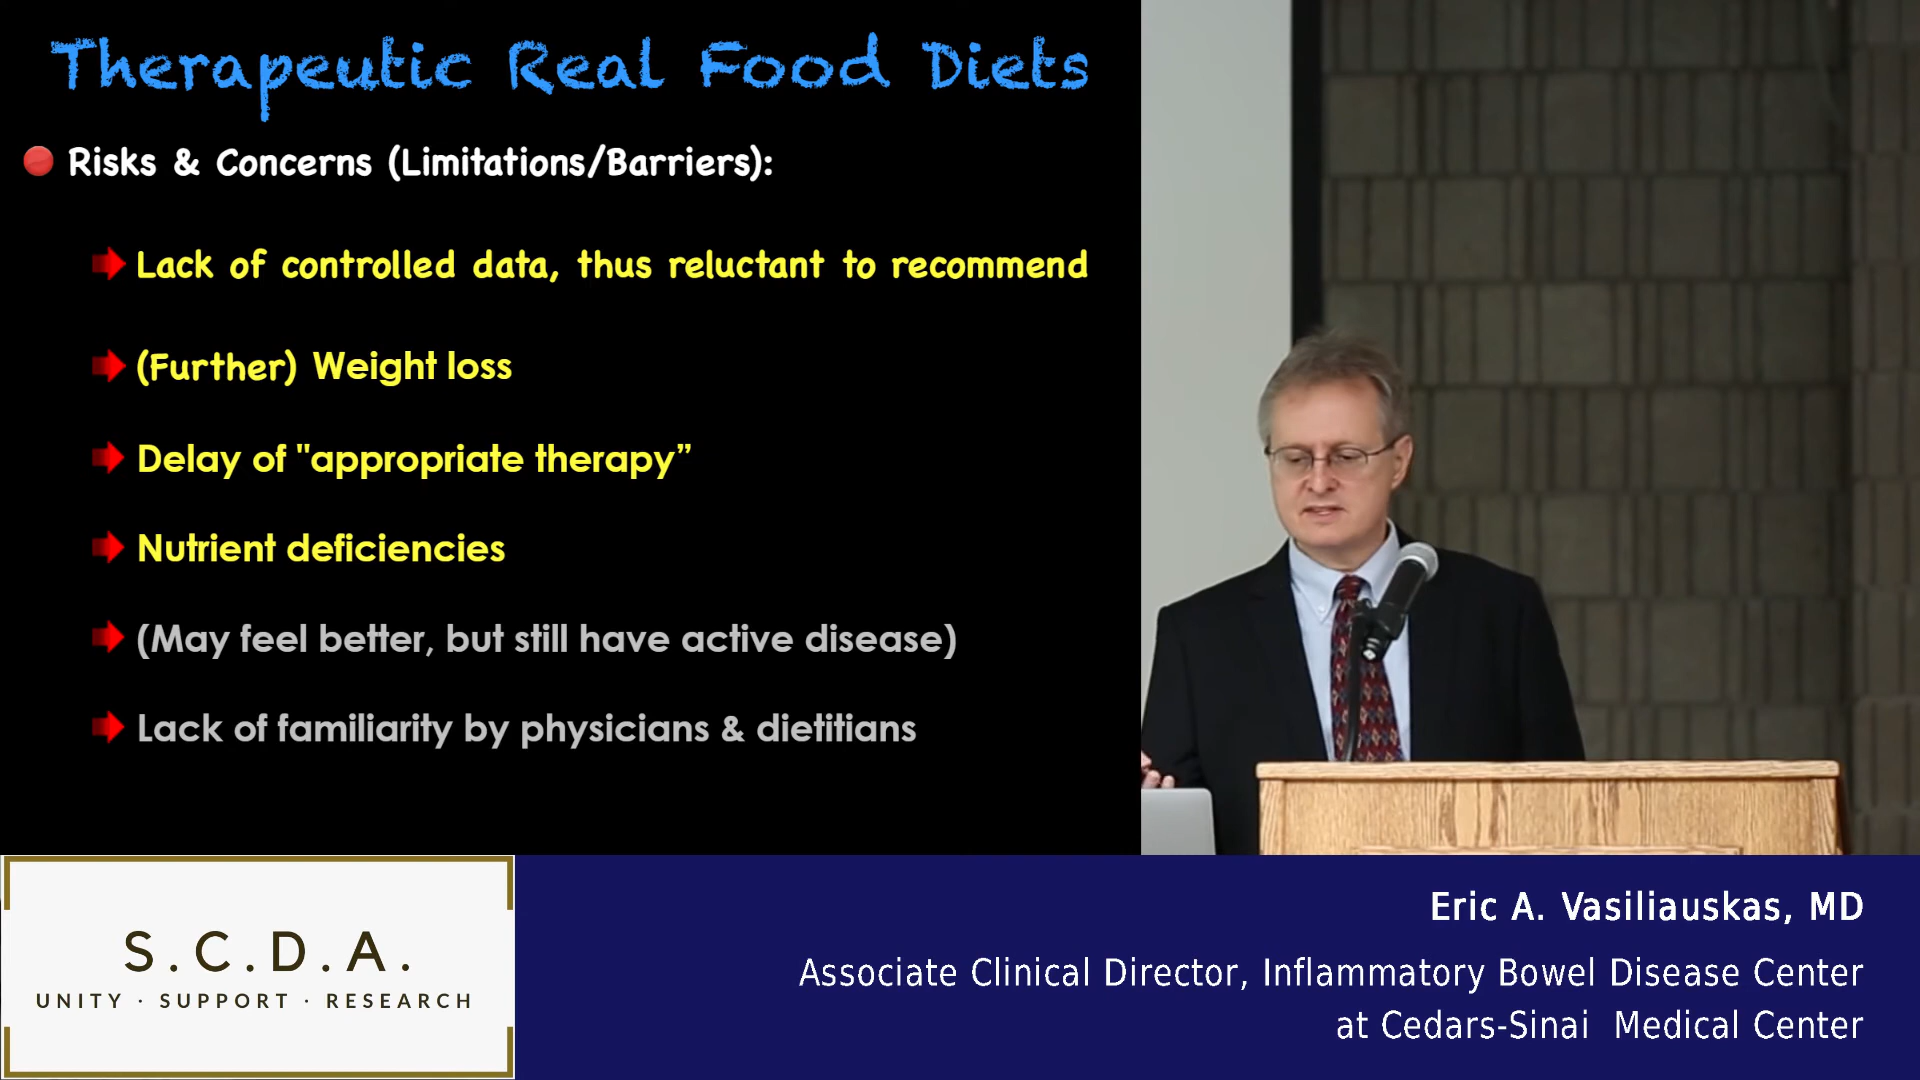 Therapeutic Real Food Diets
Risks & Concerns (Limitations/Barriers):
Lack of controlled data, thus reluctant to recommend
(Further) Weight loss
Delay of "appropriate therapy”
Nutrient deficiencies
(May feel better, but still have active disease)
Lack of familiarity by physicians & dietitians
S.C.D.A.
UNITY · SUPPORT · RESEARCH
Eric A. Vasiliauskas, MD
Associate Clinical Director, Inflammatory Bowel Disease Center
at Cedars-Sinai Medical Center